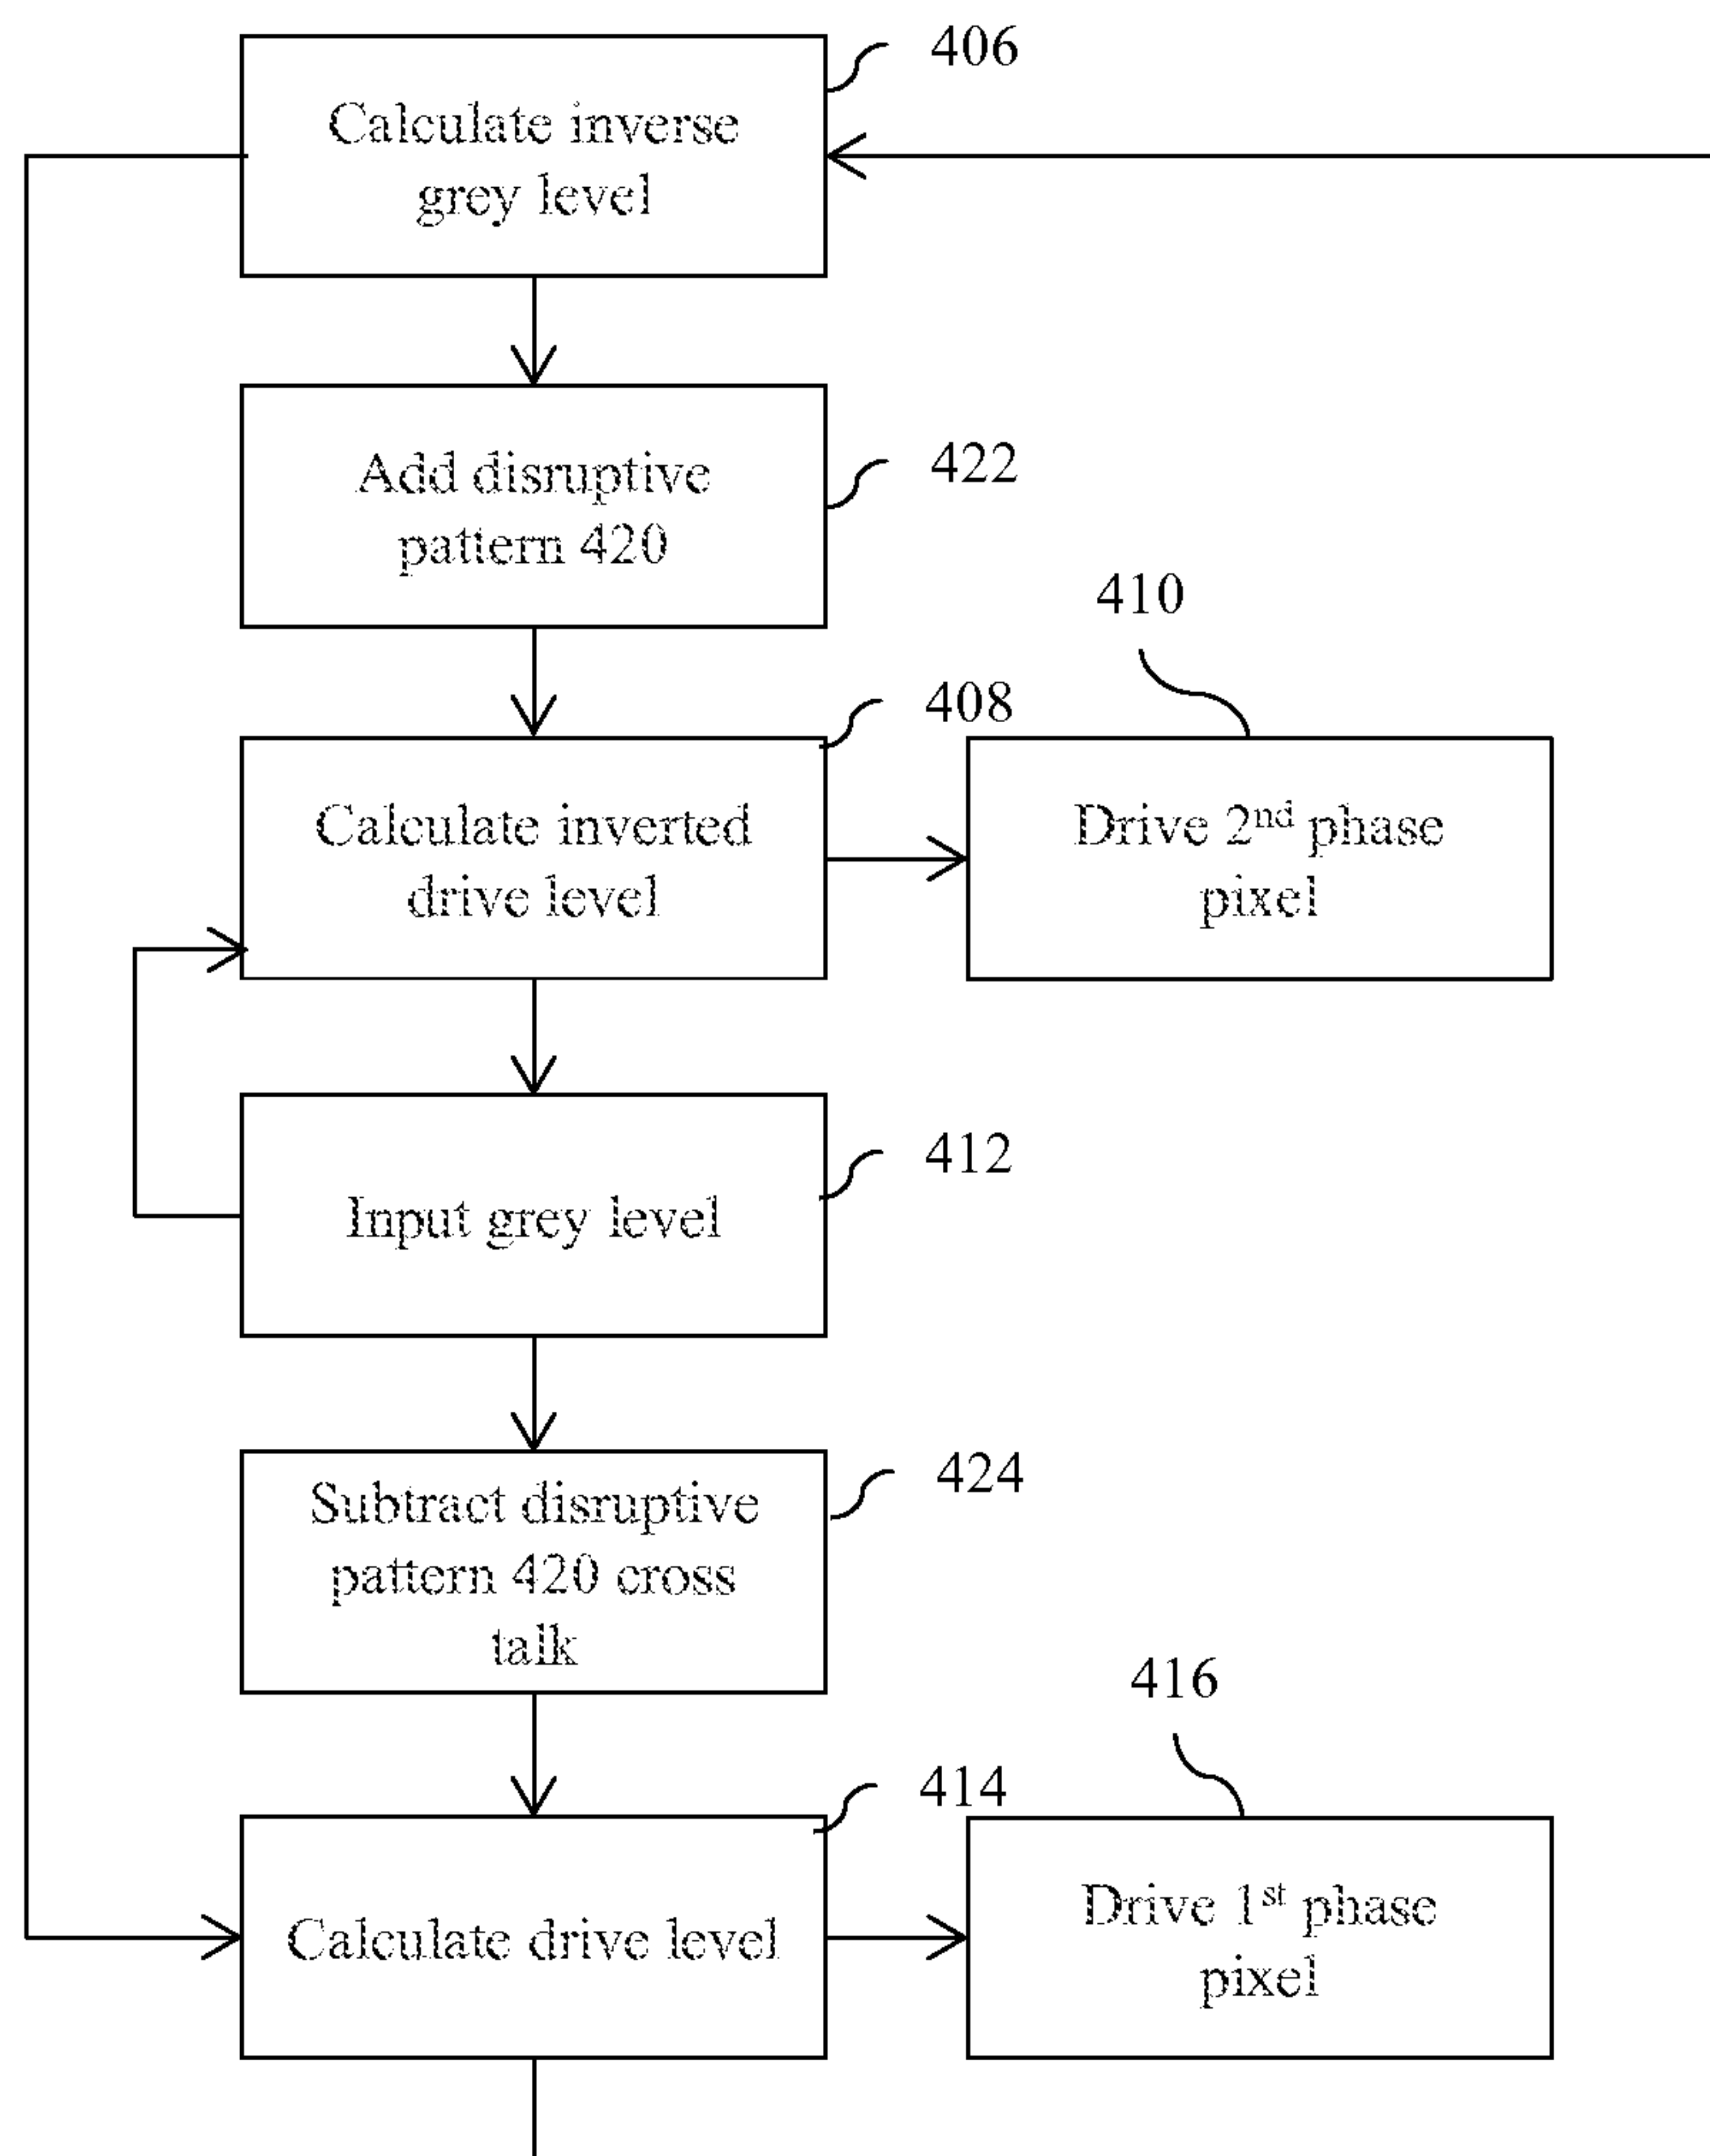 406
Calculate inverse
grey level
Add disruptive
pattern 420
422
410
408
Calculate inverted
drive level
Drive 2nd phase
pixel
412
Input grey level
Subtract disruptive
pattern 420 cross
talk
424
416
414
Calculate drive level
Drive 1st phase
pixel